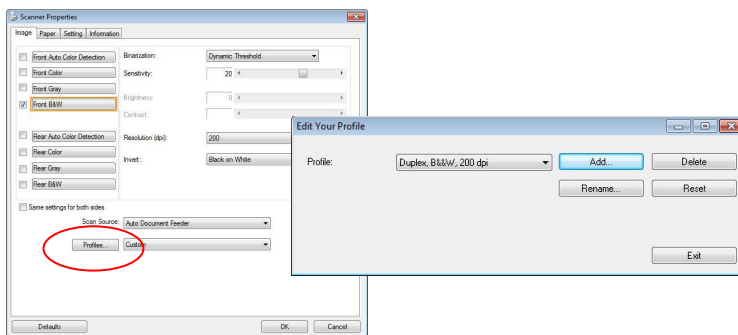 Scanner Properties
Image Paper Setting Information
Front Auto Color Detection
Front Color
Front Gray
Front B&W
Rear Auto Color Detection
Rear Color
Rear Gray
Rear B&W
Binarization: Dynamic Threshold
Sensitivity: 20
Brightness: 0
Contrast:
Resolution (dpi): 200
Invert: Black on White
Same settings for both sides
Scan Source: Auto Document Feeder
Profiles... Custom
Defaults OK Cancel
Edit Your Profile
Profile: Duplex, B&&W, 200 dpi Add... Delete
Rename... Reset
Exit